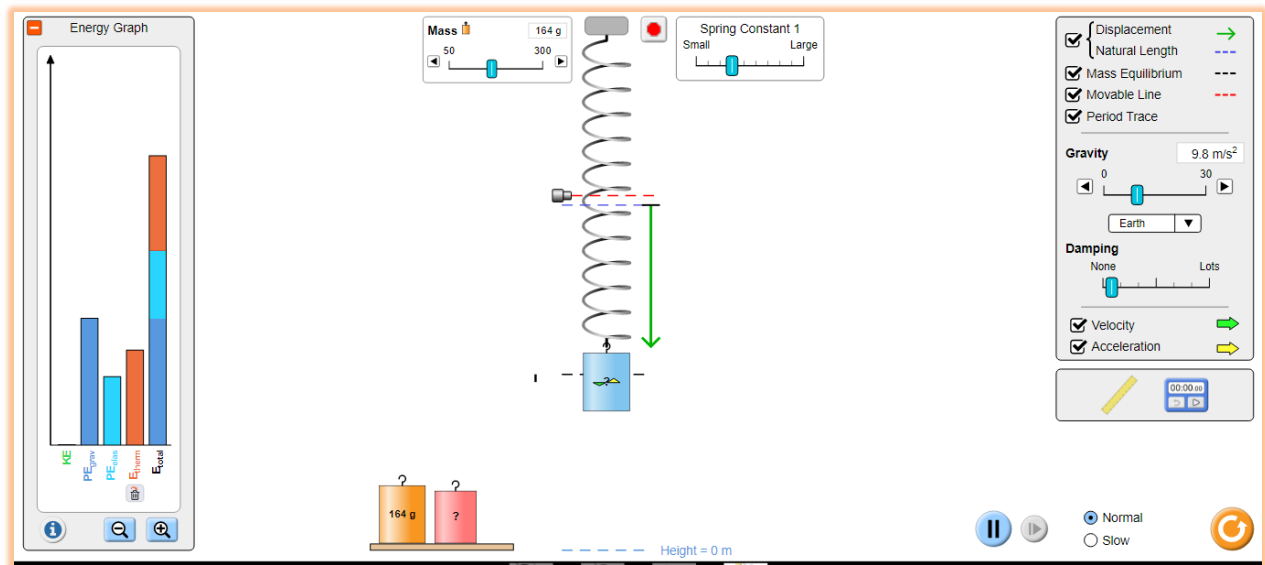 Energy Graph
KE
PEgrav
PEelas
Etherm
Etotal
Mass
164 g
50
300
Spring Constant 1
Small
Large
?
?
164 g
?
Height = 0 m
Displacement
Natural Length
Mass Equilibrium
Movable Line
Period Trace
Gravity
9.8 m/s²
0
30
Earth
Damping
None
Lots
Velocity
Acceleration
00:00.00
Normal
Slow